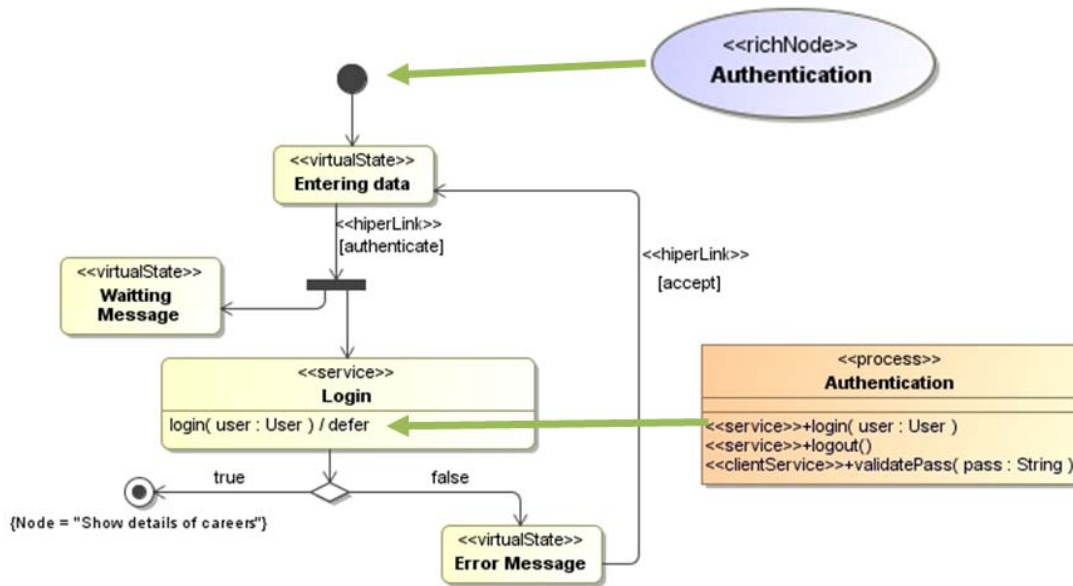 <<richNode>>
Authentication
<<virtualState>>
Entering data
<<hiperLink>>
[authenticate]
<<hiperLink>>
[accept]
<<virtualState>>
Waitting
Message
<<service>>
Login
login( user : User ) / defer
<<process>>
Authentication
<<service>>+login( user : User )
<<service>>+logout()
<<clientService>>+validatePass( pass : String )
true
false
{Node = "Show details of careers"}
<<virtualState>>
Error Message